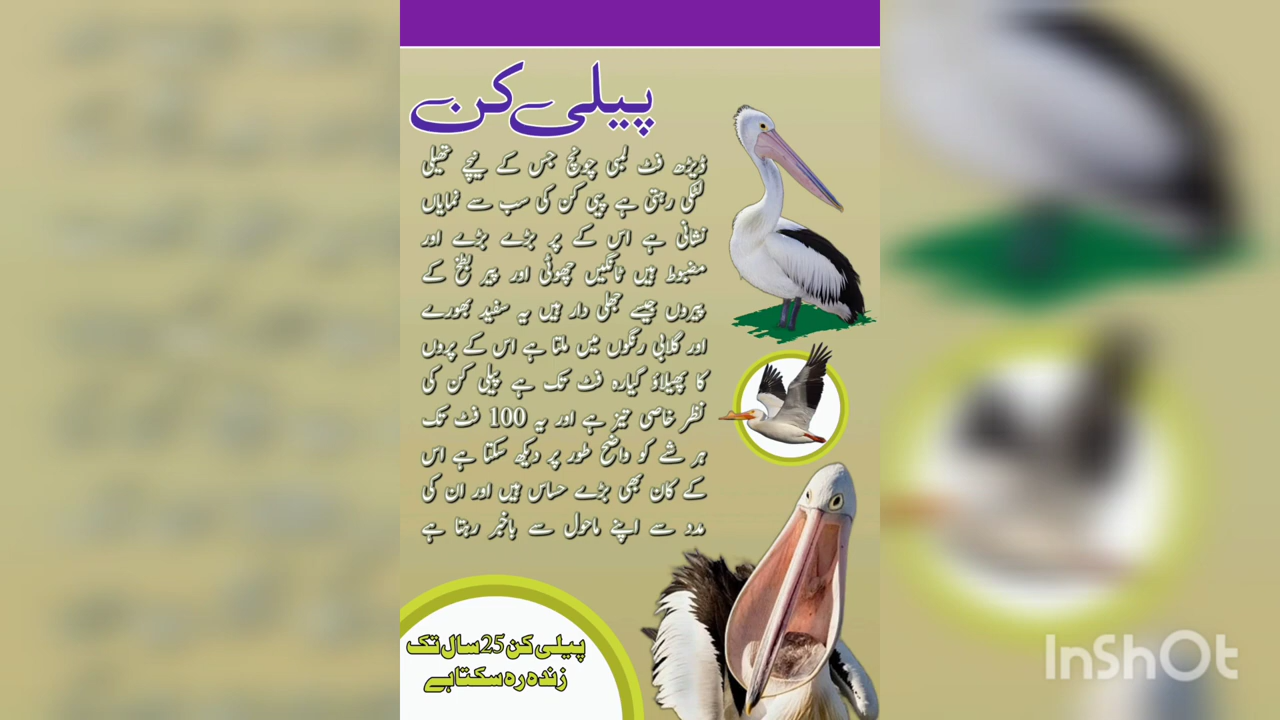 پیلی کن
ڈیڑھ فٹ لمبی چونچ جس کے نیچے تھیلی
لٹکی رہتی ہے پیی کن کی سب سے نمایاں
نشانی ہے اس کے پر بڑے بڑے اور
مضبوط ہیں ٹانگیں چھوٹی اور پیر بطخ کے
پیروں جیسے جھلی دار ہیں یہ سفید بھورے
اور گلابی رنگوں میں ملتا ہے اس کے پروں
کا پھیلاؤ گیارہ فٹ تک ہے پیلی کن کی
نظر خاصی تیز ہے اور یہ 100 فٹ تک
ہر شے کو واضح طور پر دیکھ سکتا ہے اس
کے کان بھی بڑے حساس ہیں اور ان کی
مدد سے اپنے ماحول سے باخبر رہتا ہے
پیلی کن 25 سال تک
زندہ رہ سکتا ہے
InShOt